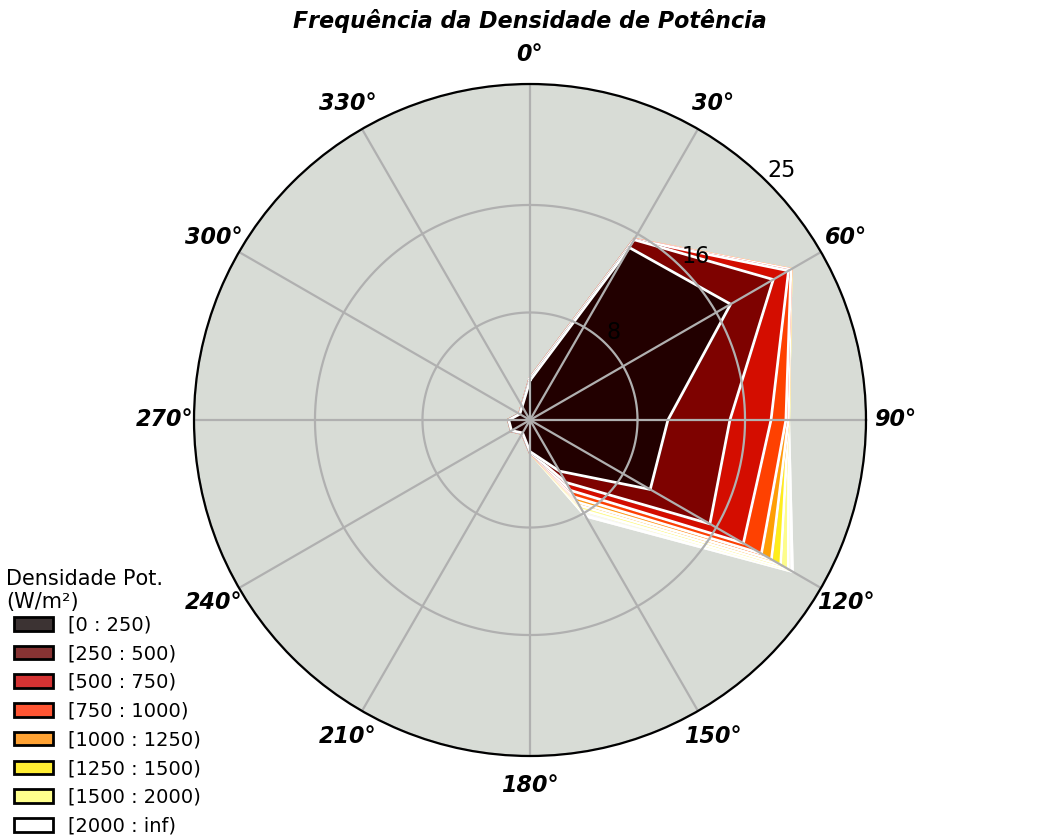 Frequência da Densidade de Potência
0°
330°
30°
25
300°
60°
16
8
270°
90°
240°
120°
210°
150°
180°
Densidade Pot.
(W/m²)
[0 : 250)
[250 : 500)
[500 : 750)
[750 : 1000)
[1000 : 1250)
[1250 : 1500)
[1500 : 2000)
[2000 : inf)